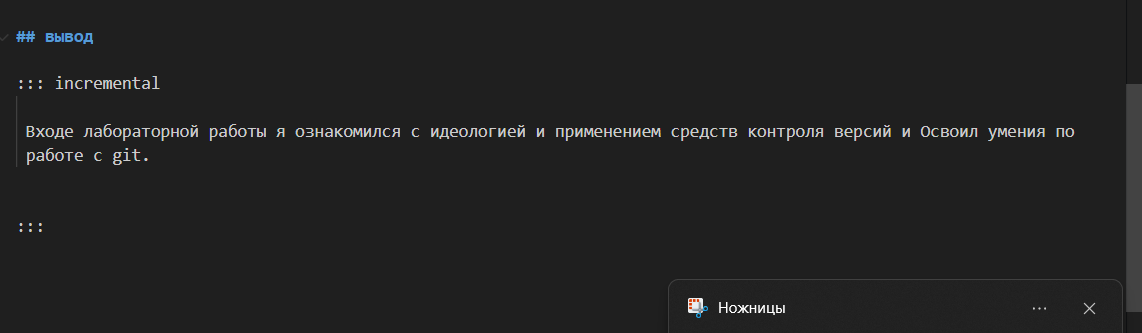 ## вывод
::: incremental
Входе лабораторной работы я ознакомился с идеологией и применением средств контроля версий и Освоил умения по
работе с git.
:::
Ножницы